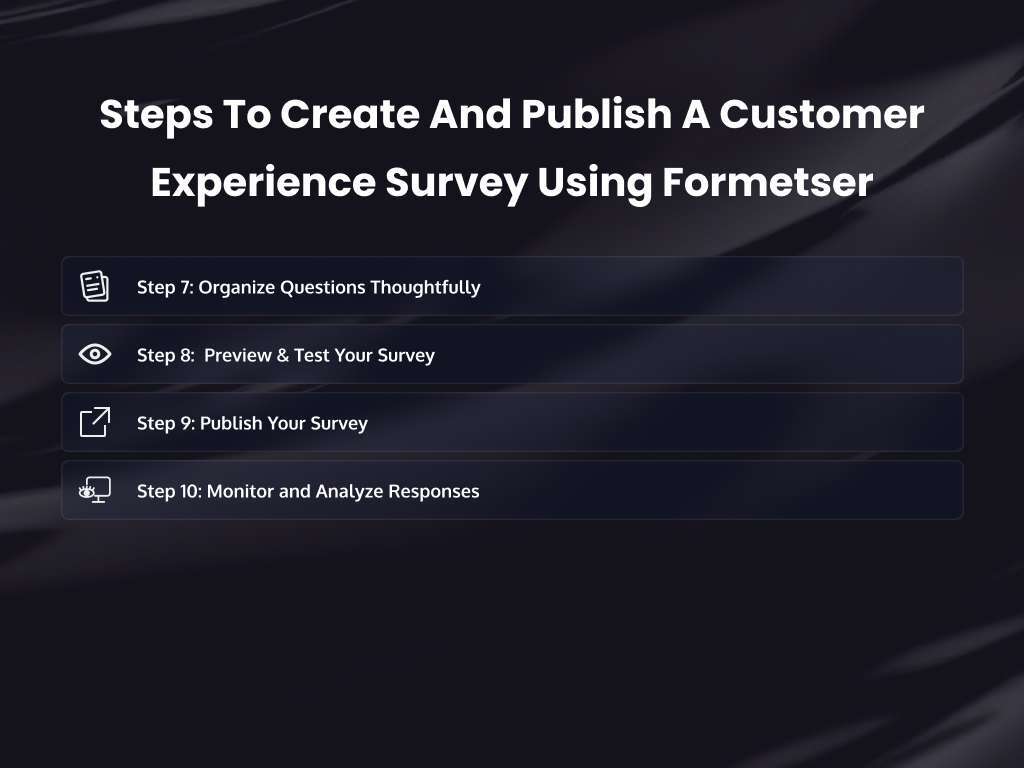 Steps To Create And Publish A Customer
Experience Survey Using Formetser
Step 7: Organize Questions Thoughtfully
Step 8:  Preview & Test Your Survey
Step 9: Publish Your Survey
Step 10: Monitor and Analyze Responses